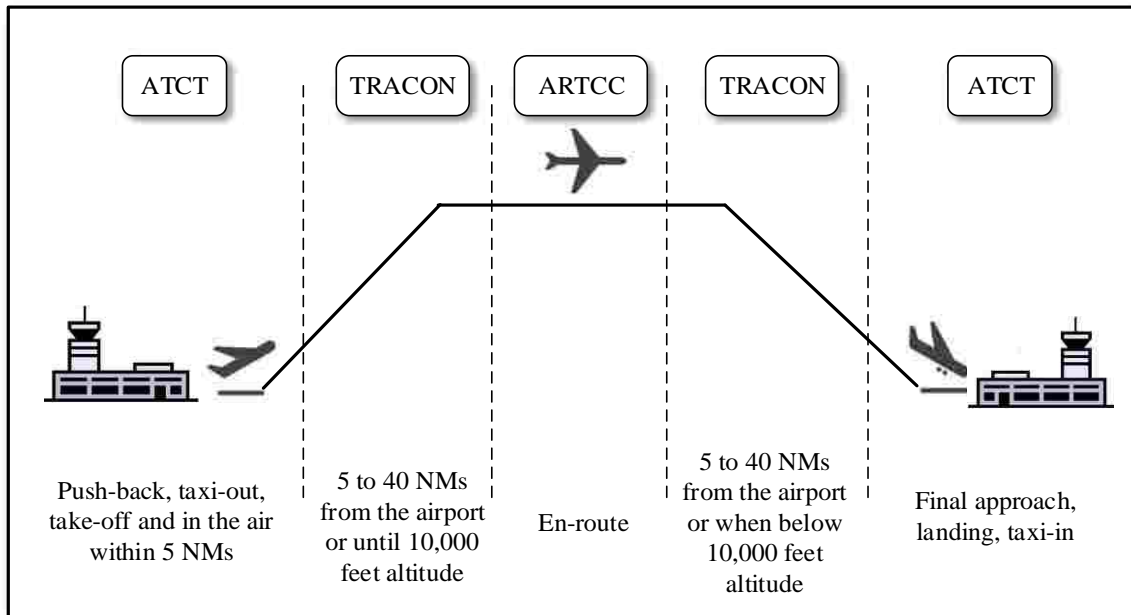 ATCT
TRACON
ARTCC
TRACON
ATCT
Push-back, taxi-out,
take-off and in the air
within 5 NMs
5 to 40 NMs
from the airport
or until 10,000
feet altitude
En-route
5 to 40 NMs
from the airport
or when below
10,000 feet
altitude
Final approach,
landing, taxi-in